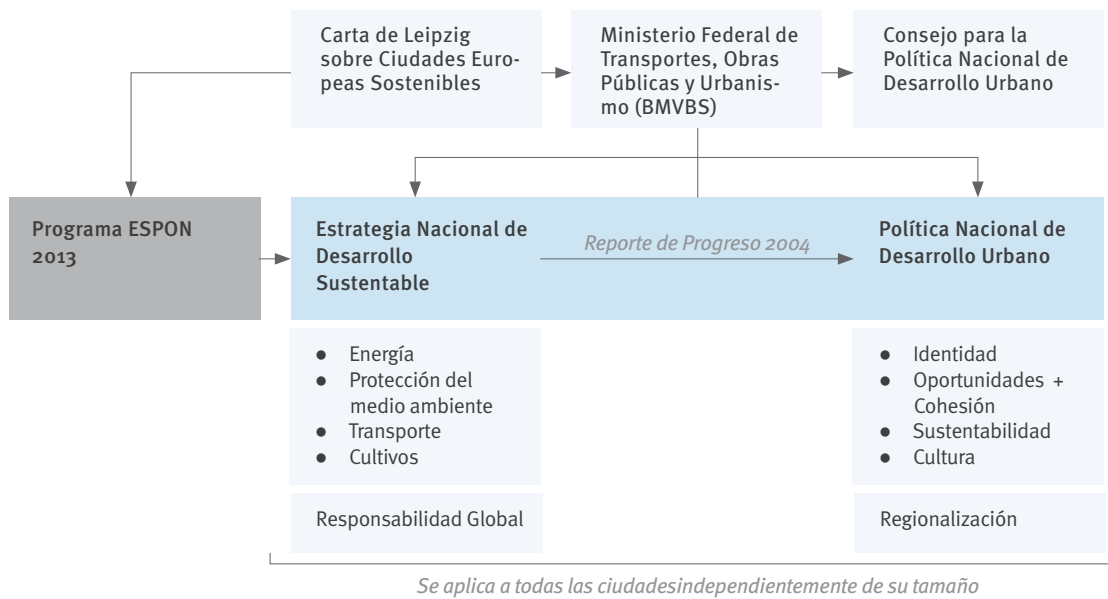 Carta de Leipzig
sobre Ciudades Euro-
peas Sostenibles
Ministerio Federal de
Transportes, Obras
Públicas y Urbanis-
mo (BMVBS)
Consejo para la
Política Nacional de
Desarrollo Urbano
Programa ESPON
2013
Estrategia Nacional de
Desarrollo
Sustentable
Reporte de Progreso 2004
Política Nacional de
Desarrollo Urbano
● Energía
● Protección del
medio ambiente
● Transporte
● Cultivos
● Identidad
● Oportunidades +
Cohesión
● Sustentabilidad
● Cultura
Responsabilidad Global
Regionalización
Se aplica a todas las ciudadesindependientemente de su tamaño